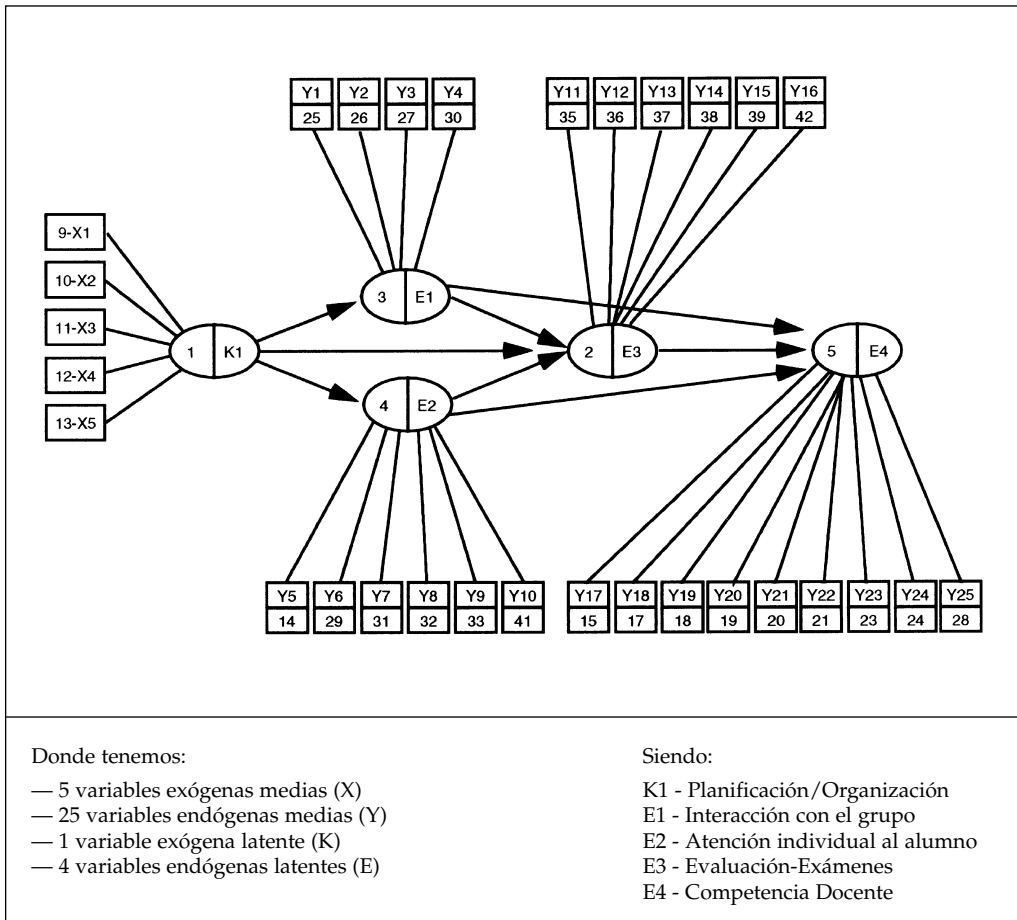 Y1 Y2 Y3 Y4
25 26 27 30
Y11 Y12 Y13 Y14 Y15 Y16
35 36 37 38 39 42
9-X1
10-X2
11-X3
12-X4
13-X5
3 E1
1 K1
2 E3
5 E4
4 E2
Y5 Y6 Y7 Y8 Y9 Y10
14 29 31 32 33 41
Y17 Y18 Y19 Y20 Y21 Y22 Y23 Y24 Y25
15 17 18 19 20 21 23 24 28
Donde tenemos:
— 5 variables exógenas medias (X)
— 25 variables endógenas medias (Y)
— 1 variable exógena latente (K)
— 4 variables endógenas latentes (E)
Siendo:
K1 - Planificación/Organización
E1 - Interacción con el grupo
E2 - Atención individual al alumno
E3 - Evaluación-Exámenes
E4 - Competencia Docente